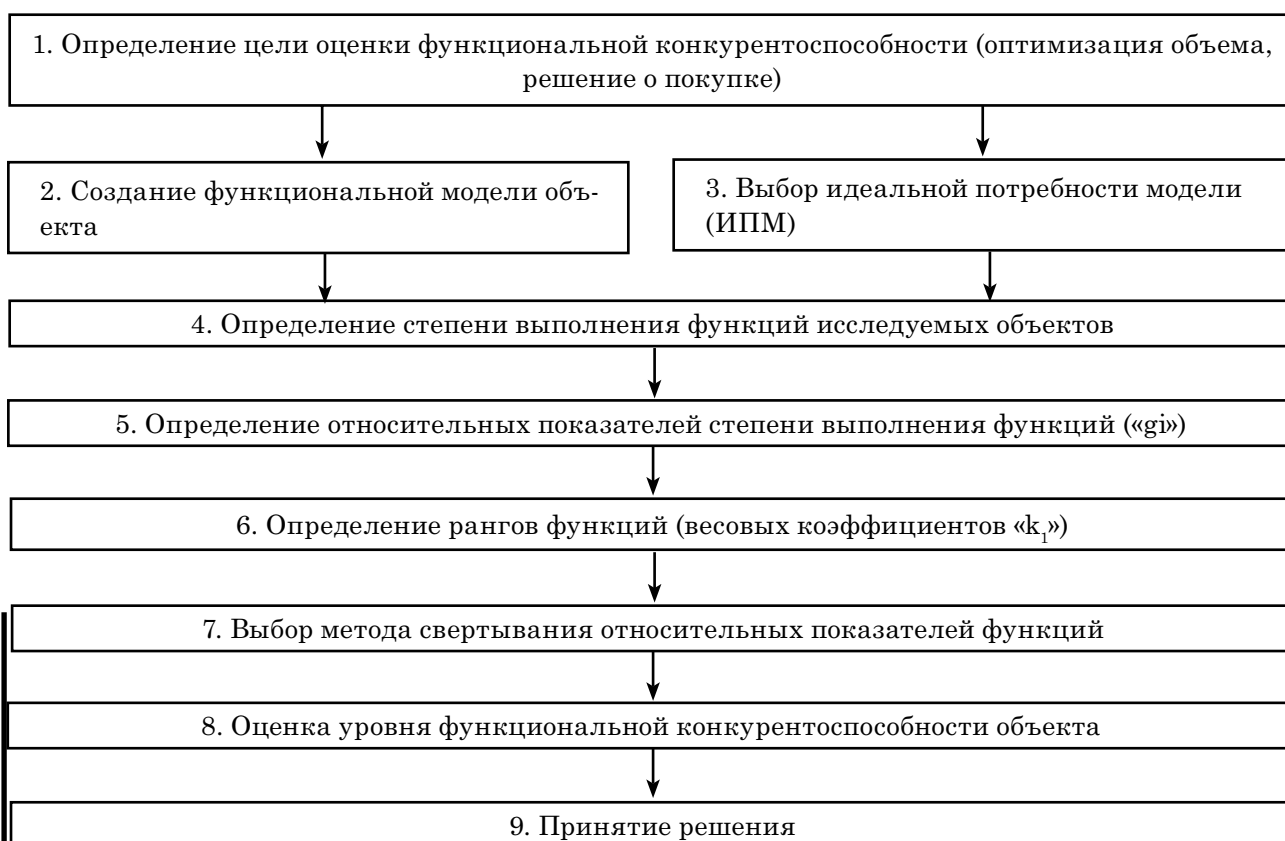 1. Определение цели оценки функциональной конкурентоспособности (оптимизация объема,
решение о покупке)
2. Создание функциональной модели объ-
екта
3. Выбор идеальной потребности модели
(ИПМ)
4. Определение степени выполнения функций исследуемых объектов
5. Определение относительных показателей степени выполнения функций («gi»)
6. Определение рангов функций (весовых коэффициентов «k₁»)
7. Выбор метода свертывания относительных показателей функций
8. Оценка уровня функциональной конкурентоспособности объекта
9. Принятие решения